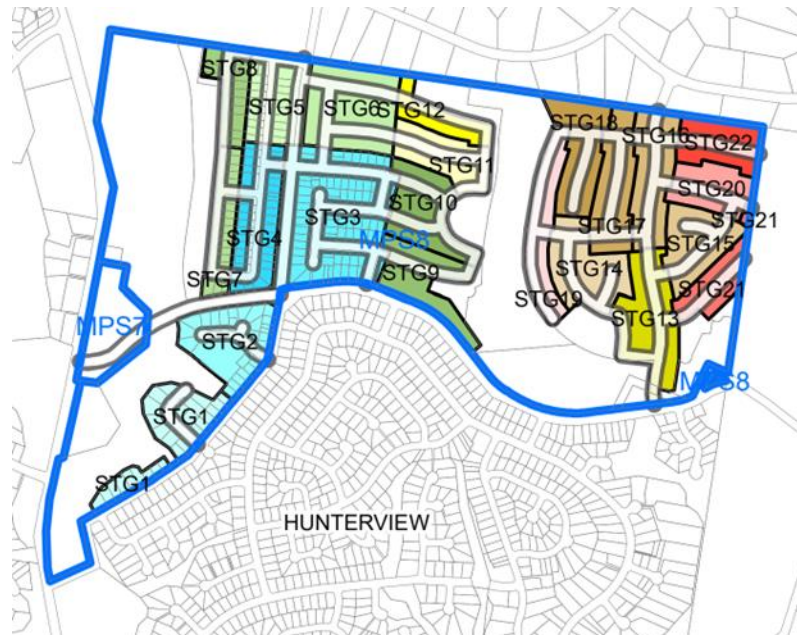 STG8
STG5
STG6
STG12
STG18
STG16
STG22
STG11
STG20
STG10
STG3
STG17
STG21
STG4
MPS8
STG15
STG9
STG14
STG7
STG21
STG19
STG13
MPS7
STG2
MPS8
STG1
STG1
HUNTERVIEW